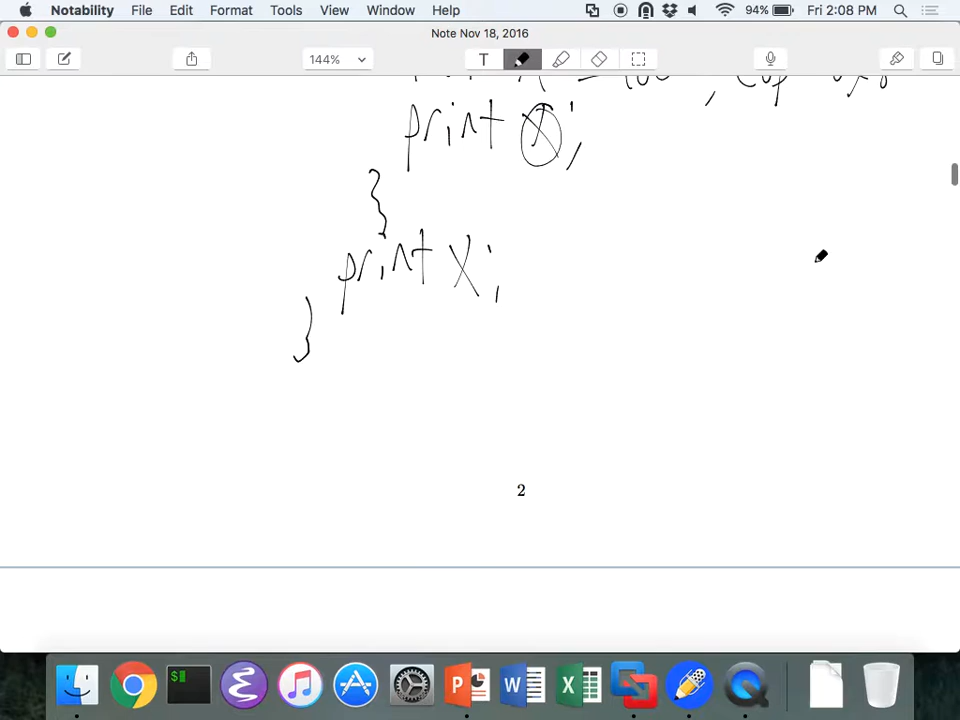 Notability File Edit Format Tools View Window Help 94% Fri 2:08 PM
Note Nov 18, 2016
144% T
print X;
}
print X;
}
2
$
P W X